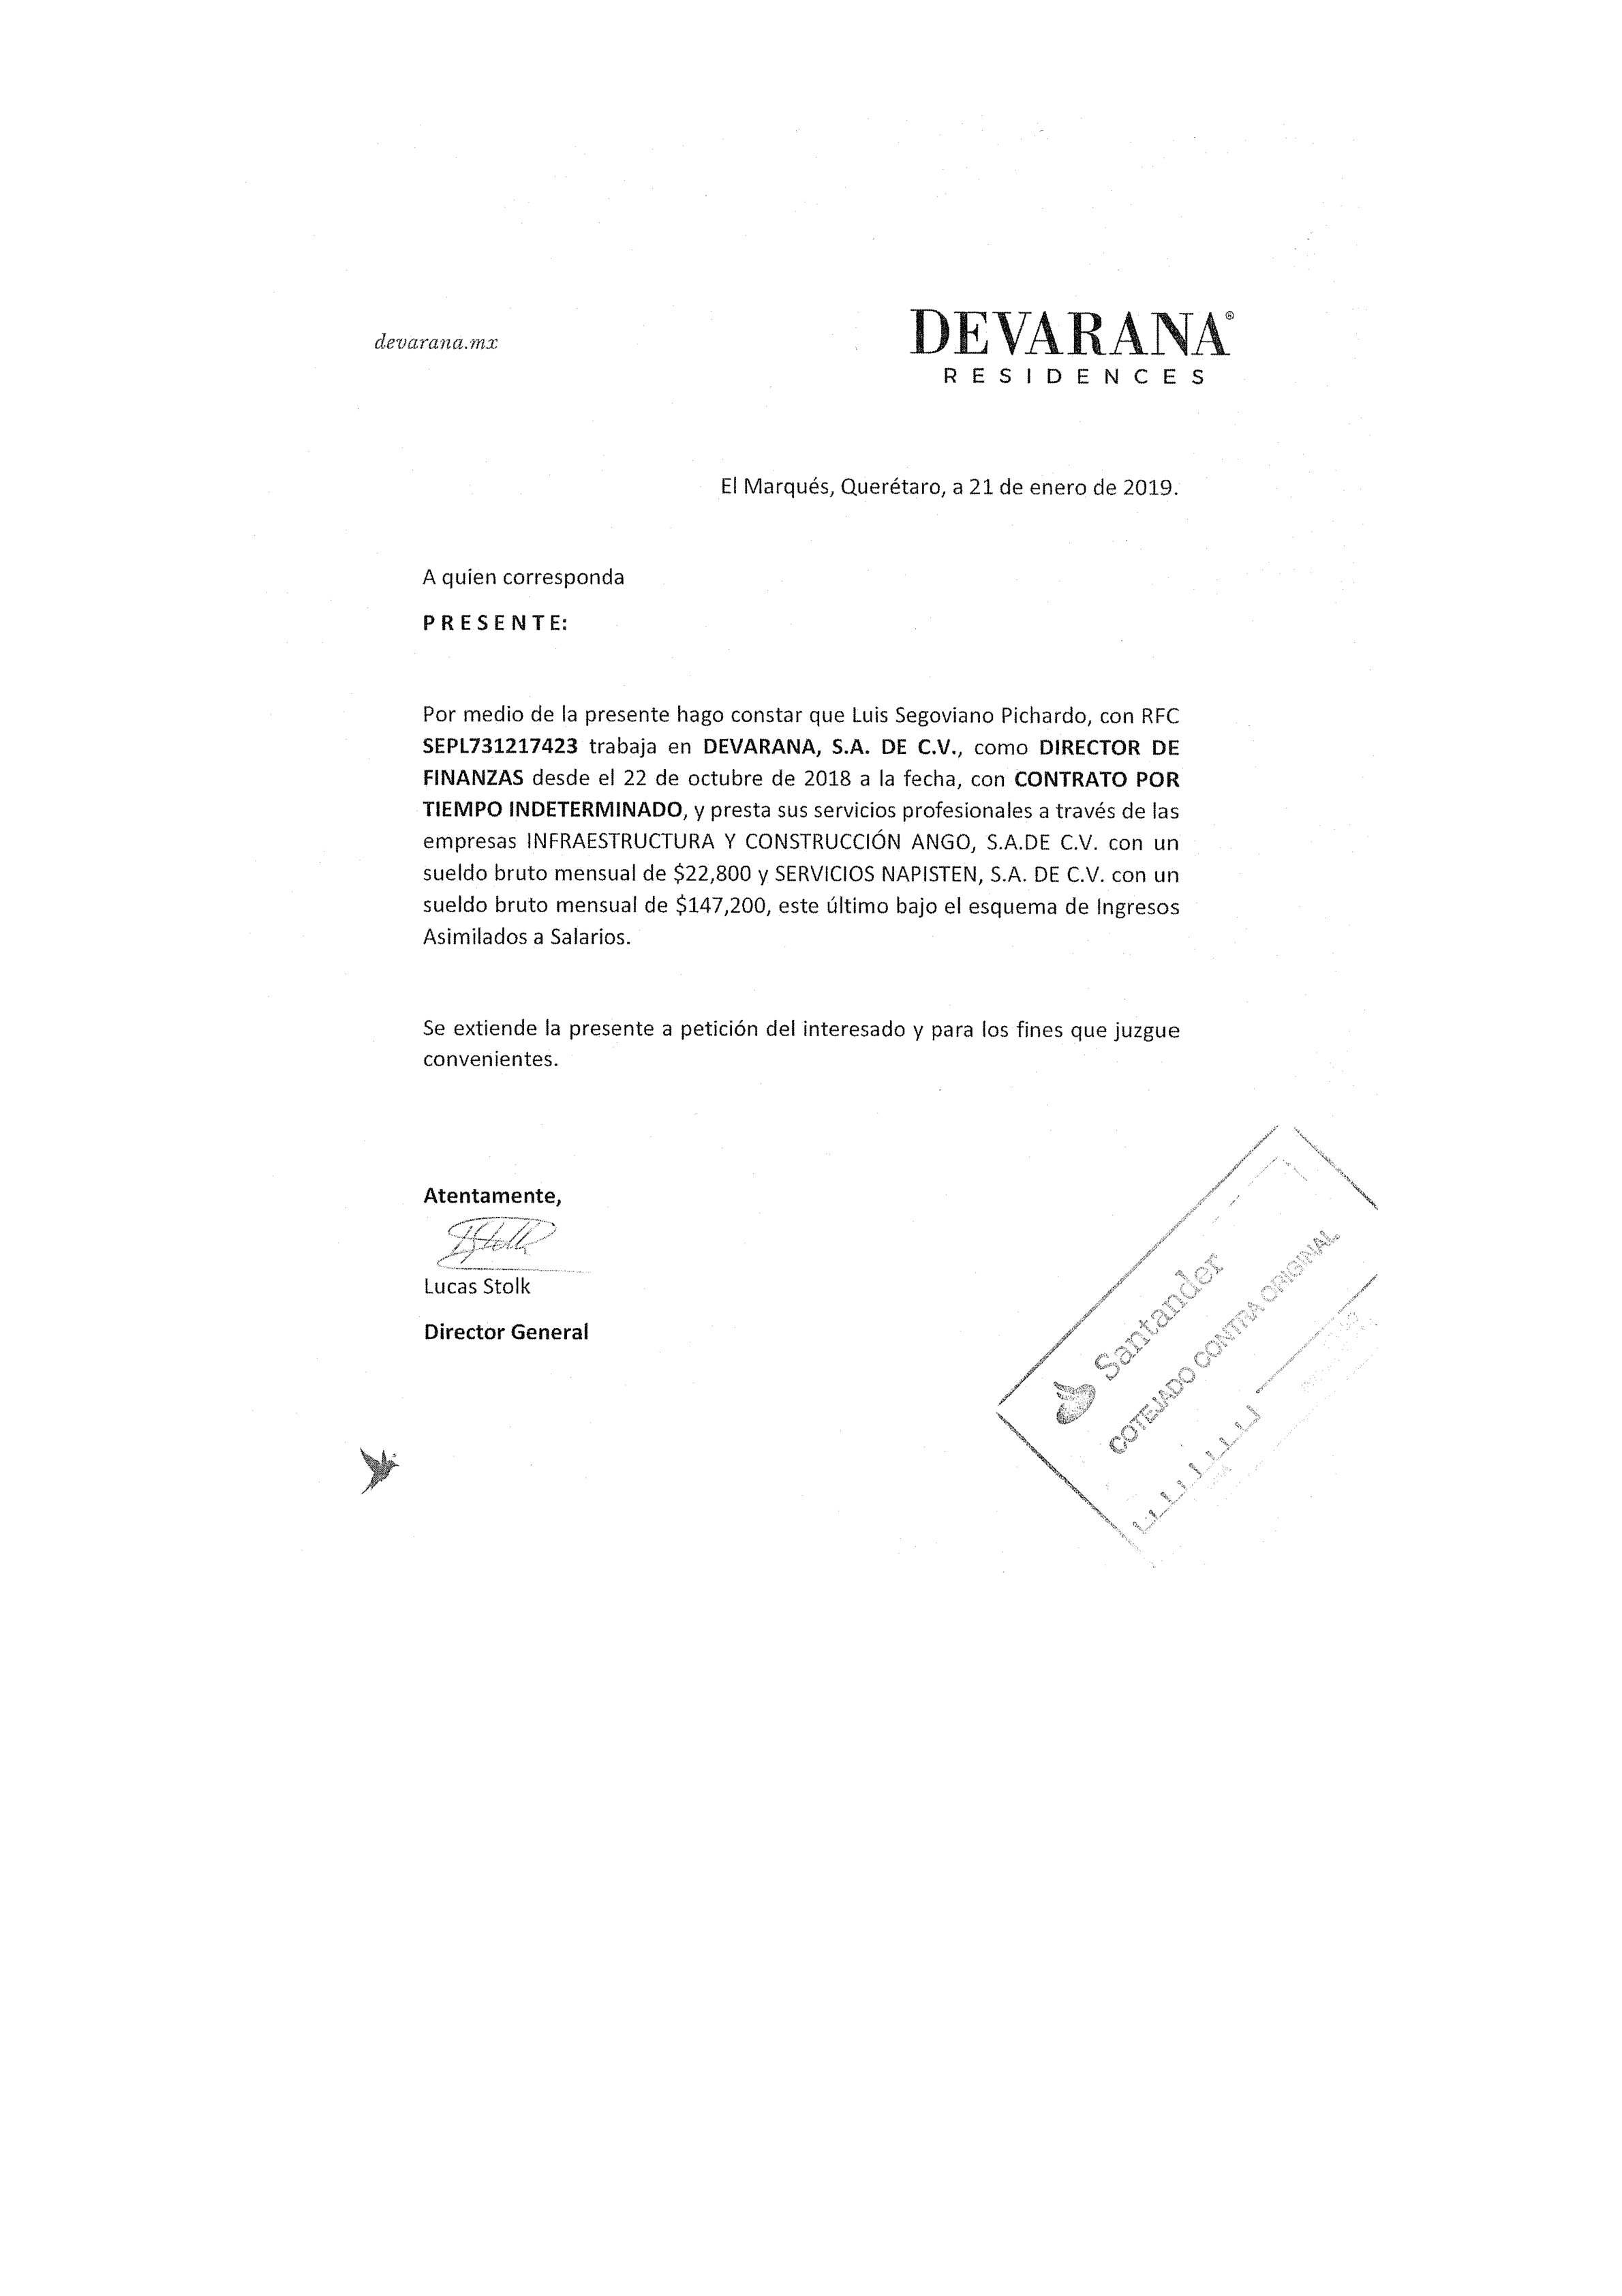 devarana.mx
DEVARANA®
RESIDENCES
El Marqués, Querétaro, a 21 de enero de 2019.
A quien corresponda
P R E S E N T E:
Por medio de la presente hago constar que Luis Segoviano Pichardo, con RFC
SEPL731217423 trabaja en DEVARANA, S.A. DE C.V., como DIRECTOR DE
FINANZAS desde el 22 de octubre de 2018 a la fecha, con CONTRATO POR
TIEMPO INDETERMINADO, y presta sus servicios profesionales a través de las
empresas INFRAESTRUCTURA Y CONSTRUCCIÓN ANGO, S.A.DE C.V. con un
sueldo bruto mensual de $22,800 y SERVICIOS NAPISTEN, S.A. DE C.V. con un
sueldo bruto mensual de $147,200, este último bajo el esquema de Ingresos
Asimilados a Salarios.
Se extiende la presente a petición del interesado y para los fines que juzgue
convenientes.
Atentamente,
Lucas Stolk
Director General
Santander
COTEJADO CONTRA ORIGINAL